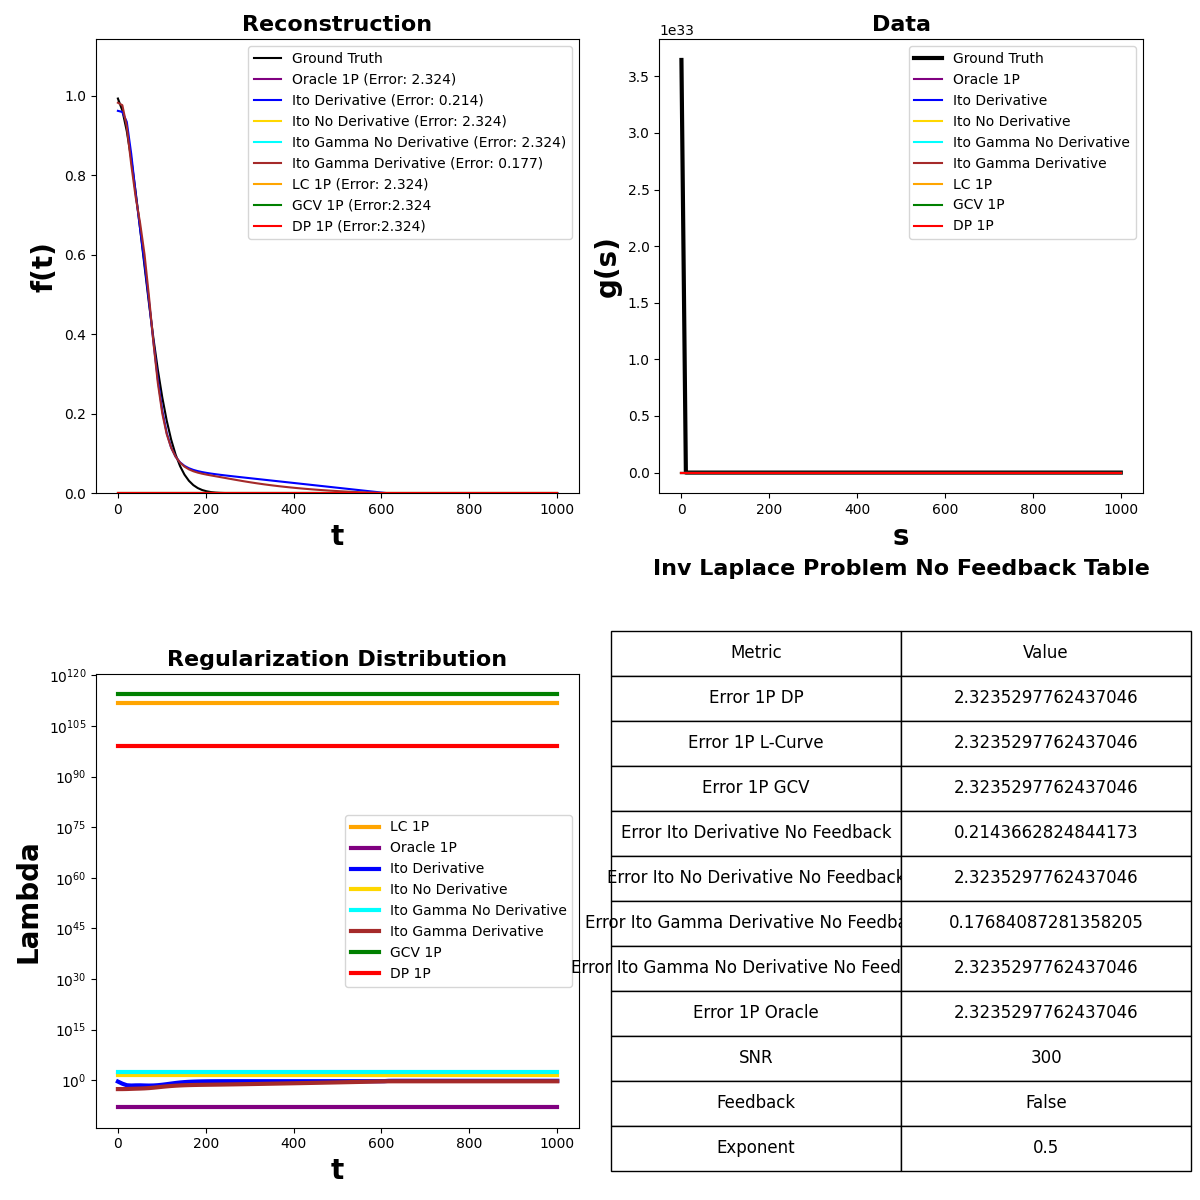 Reconstruction
f(t)
1.0
0.8
0.6
0.4
0.2
0.0
0 200 400 600 800 1000
t
Ground Truth
Oracle 1P (Error: 2.324)
Ito Derivative (Error: 0.214)
Ito No Derivative (Error: 2.324)
Ito Gamma No Derivative (Error: 2.324)
Ito Gamma Derivative (Error: 0.177)
LC 1P (Error: 2.324)
GCV 1P (Error:2.324
DP 1P (Error:2.324)
Data
1e33
g(s)
3.5
3.0
2.5
2.0
1.5
1.0
0.5
0.0
0 200 400 600 800 1000
s
Ground Truth
Oracle 1P
Ito Derivative
Ito No Derivative
Ito Gamma No Derivative
Ito Gamma Derivative
LC 1P
GCV 1P
DP 1P
Regularization Distribution
Lambda
10^120
10^105
10^90
10^75
10^60
10^45
10^30
10^15
10^0
0 200 400 600 800 1000
t
LC 1P
Oracle 1P
Ito Derivative
Ito No Derivative
Ito Gamma No Derivative
Ito Gamma Derivative
GCV 1P
DP 1P
Inv Laplace Problem No Feedback Table
Metric Value
Error 1P DP 2.3235297762437046
Error 1P L-Curve 2.3235297762437046
Error 1P GCV 2.3235297762437046
Error Ito Derivative No Feedback 0.2143662824844173
Error Ito No Derivative No Feedback 2.3235297762437046
Error Ito Gamma Derivative No Feedba 0.17684087281358205
Error Ito Gamma No Derivative No Feed 2.3235297762437046
Error 1P Oracle 2.3235297762437046
SNR 300
Feedback False
Exponent 0.5